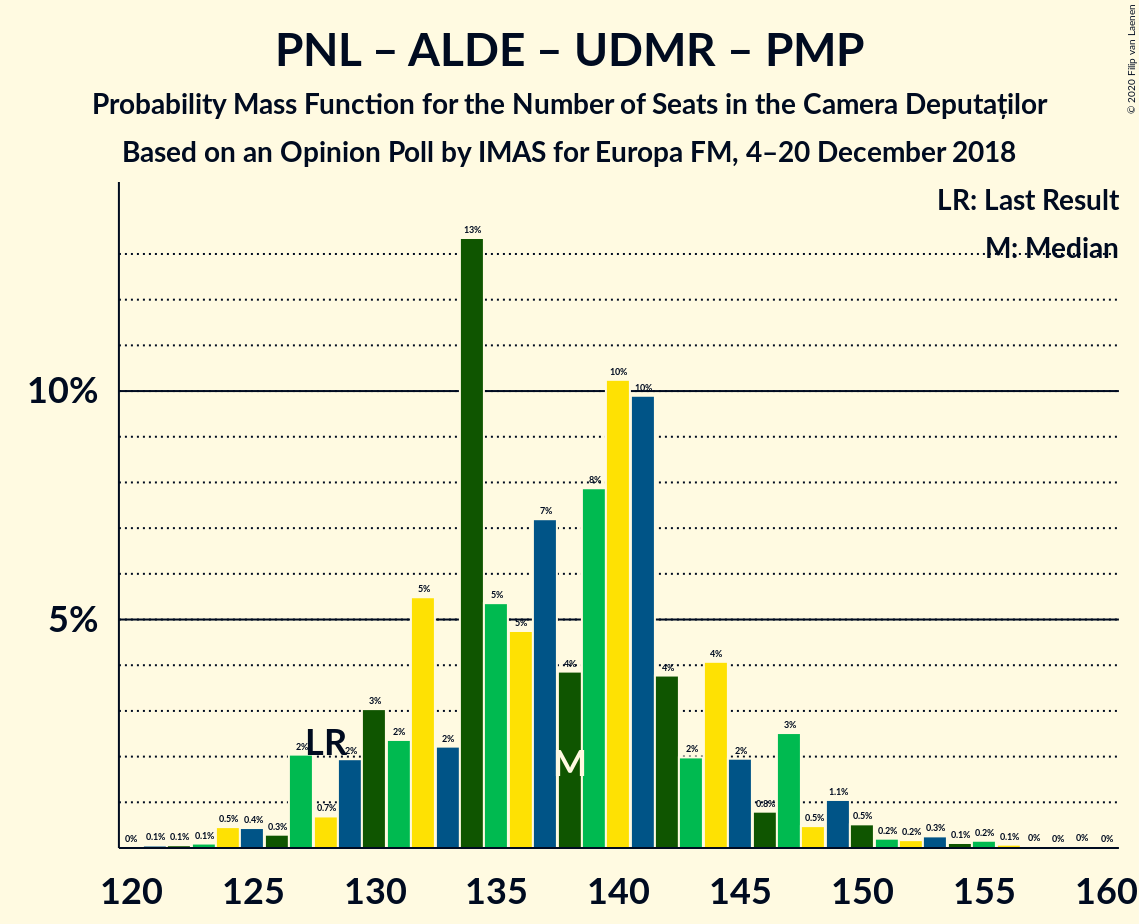 PNL – ALDE – UDMR – PMP
Probability Mass Function for the Number of Seats in the Camera Deputaților
Based on an Opinion Poll by IMAS for Europa FM, 4–20 December 2018
© 2020 Filip van Laenen
LR: Last Result
M: Median
10%
5%
0% 0.1% 0.1% 0.1% 0.5% 0.4% 0.3% 2% 0.7% 2% 3% 2% 5% 2% 13% 5% 5% 7% 4% 8% 10% 10% 4% 2% 4% 2% 0.8% 3% 0.5% 1.1% 0.5% 0.2% 0.2% 0.3% 0.1% 0.2% 0.1% 0% 0% 0% 0%
LR
M
120 125 130 135 140 145 150 155 160